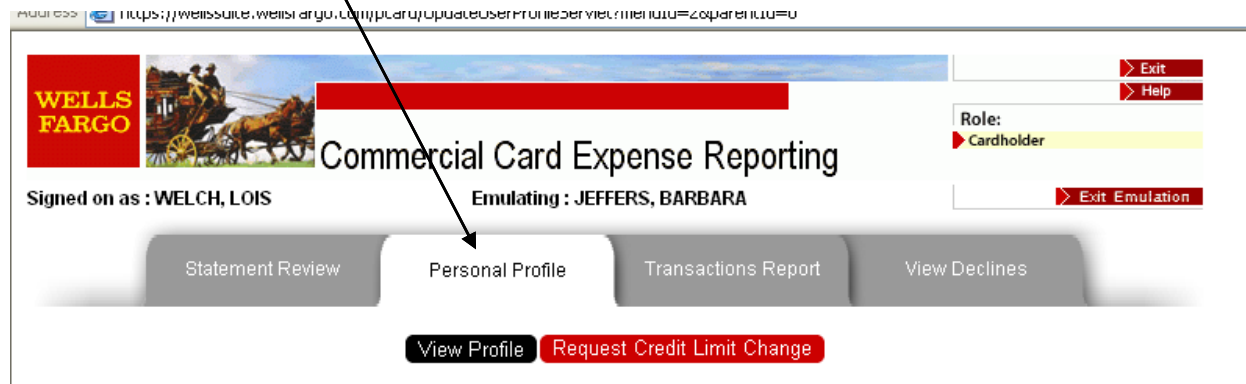 Address https://wellssuite.wellsfargo.com/pcard/UpdateUserProfileServlet?menuId=2&parentId=0
WELLS
FARGO
Commercial Card Expense Reporting
Exit
Help
Role:
Cardholder
Signed on as : WELCH, LOIS Emulating : JEFFERS, BARBARA Exit Emulation
Statement Review Personal Profile Transactions Report View Declines
View Profile Request Credit Limit Change